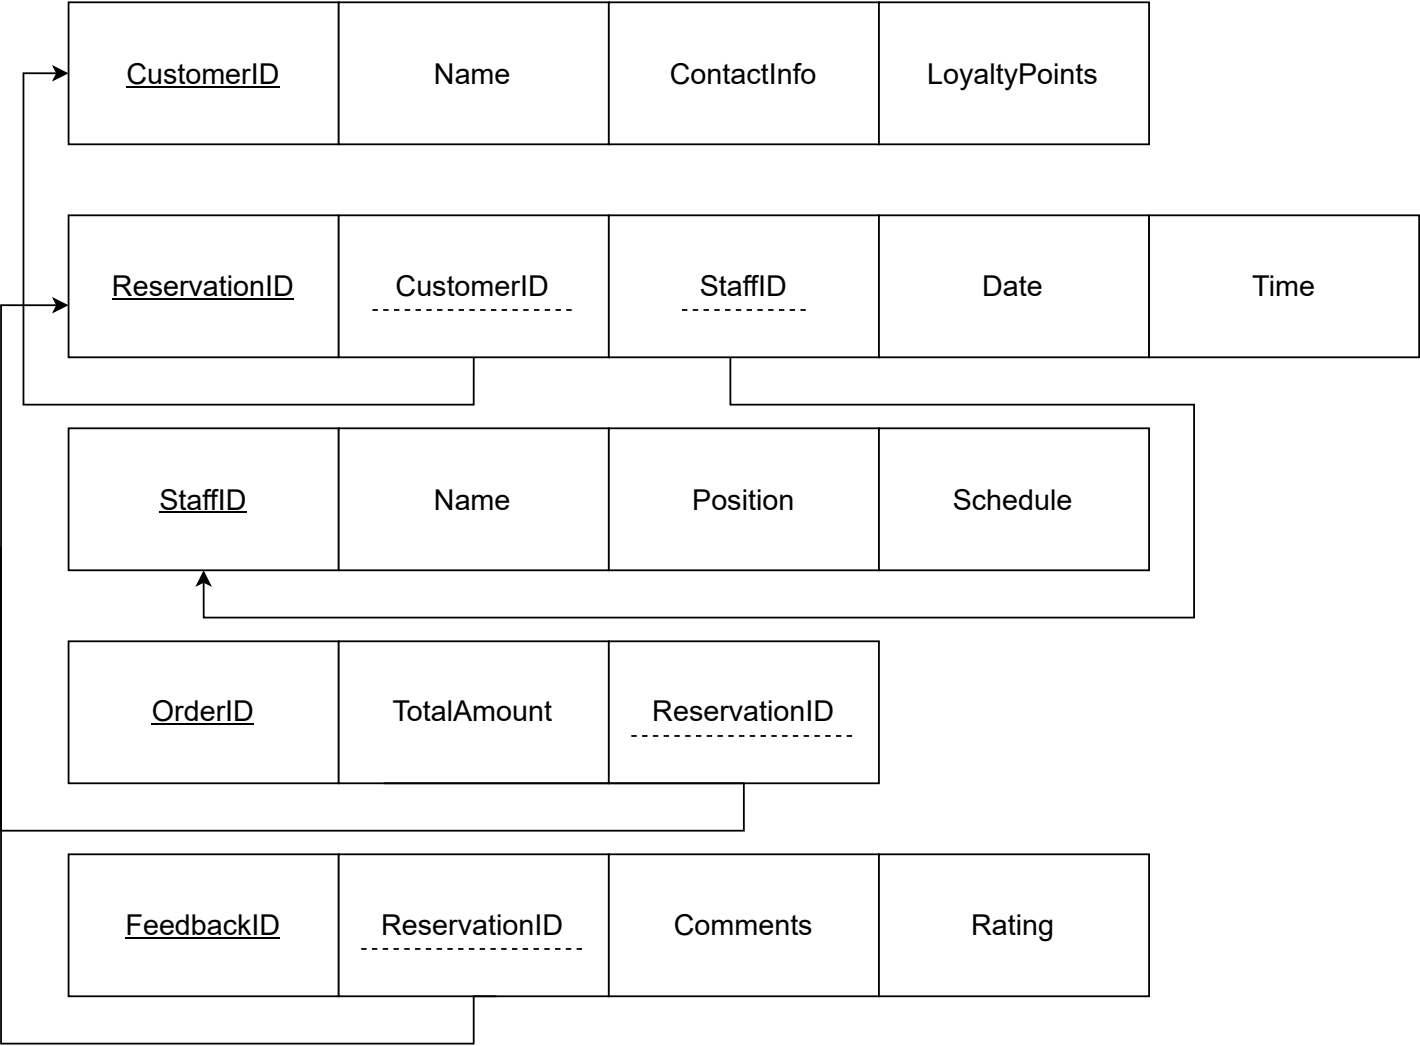 CustomerID Name ContactInfo LoyaltyPoints
ReservationID CustomerID StaffID Date Time
StaffID Name Position Schedule
OrderID TotalAmount ReservationID
FeedbackID ReservationID Comments Rating